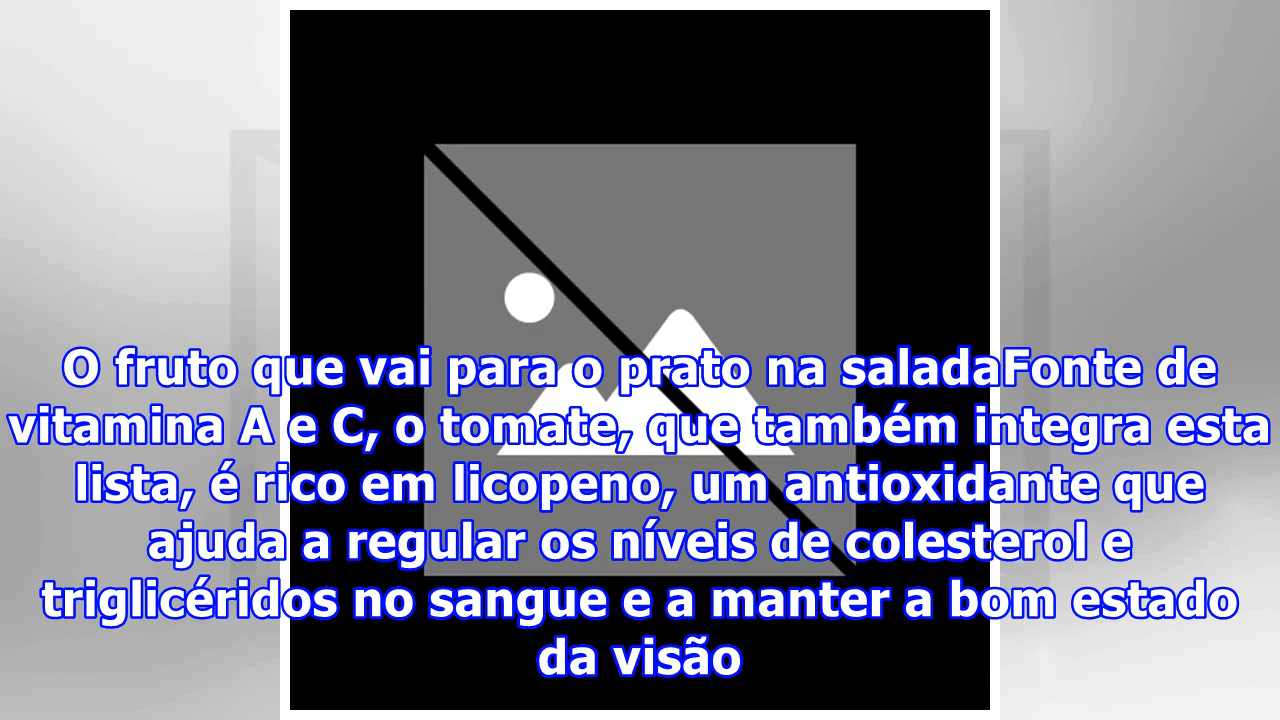 O fruto que vai para o prato na saladaFonte de
vitamina A e C, o tomate, que também integra esta
lista, é rico em licopeno, um antioxidante que
ajuda a regular os níveis de colesterol e
triglicéridos no sangue e a manter a bom estado
da visão